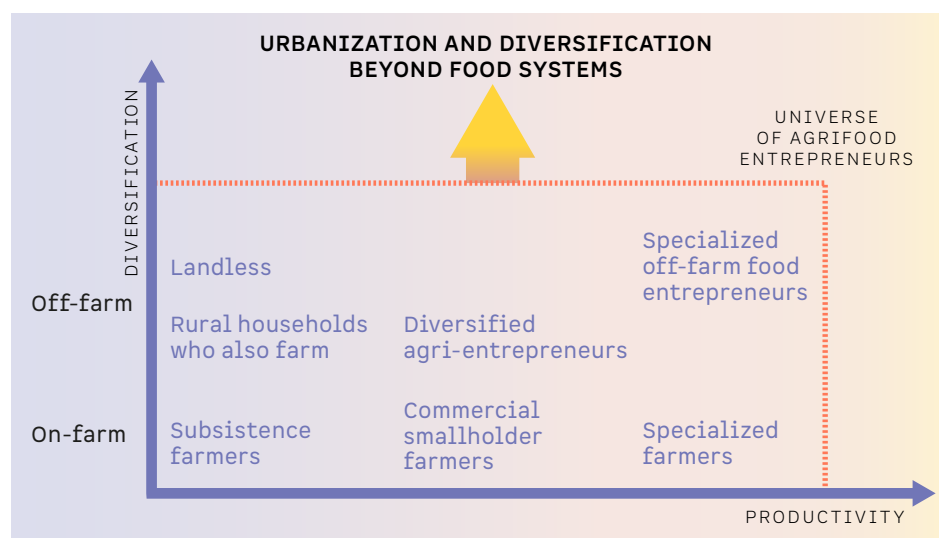 URBANIZATION AND DIVERSIFICATION
BEYOND FOOD SYSTEMS
UNIVERSE
OF AGRIFOOD
ENTREPRENEURS
DIVERSIFICATION
Off-farm
On-farm
Landless
Specialized
off-farm food
entrepreneurs
Rural households
who also farm
Diversified
agri-entrepreneurs
Subsistence
farmers
Commercial
smallholder
farmers
Specialized
farmers
PRODUCTIVITY